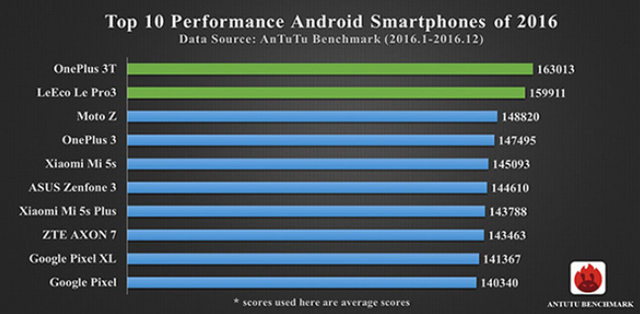 Top 10 Performance Android Smartphones of 2016
Data Source: AnTuTu Benchmark (2016.1-2016.12)
OnePlus 3T 163013
LeEco Le Pro3 159911
Moto Z 148820
OnePlus 3 147495
Xiaomi Mi 5s 145093
ASUS Zenfone 3 144610
Xiaomi Mi 5s Plus 143788
ZTE AXON 7 143463
Google Pixel XL 141367
Google Pixel 140340
* scores used here are average scores
ANTUTU BENCHMARK